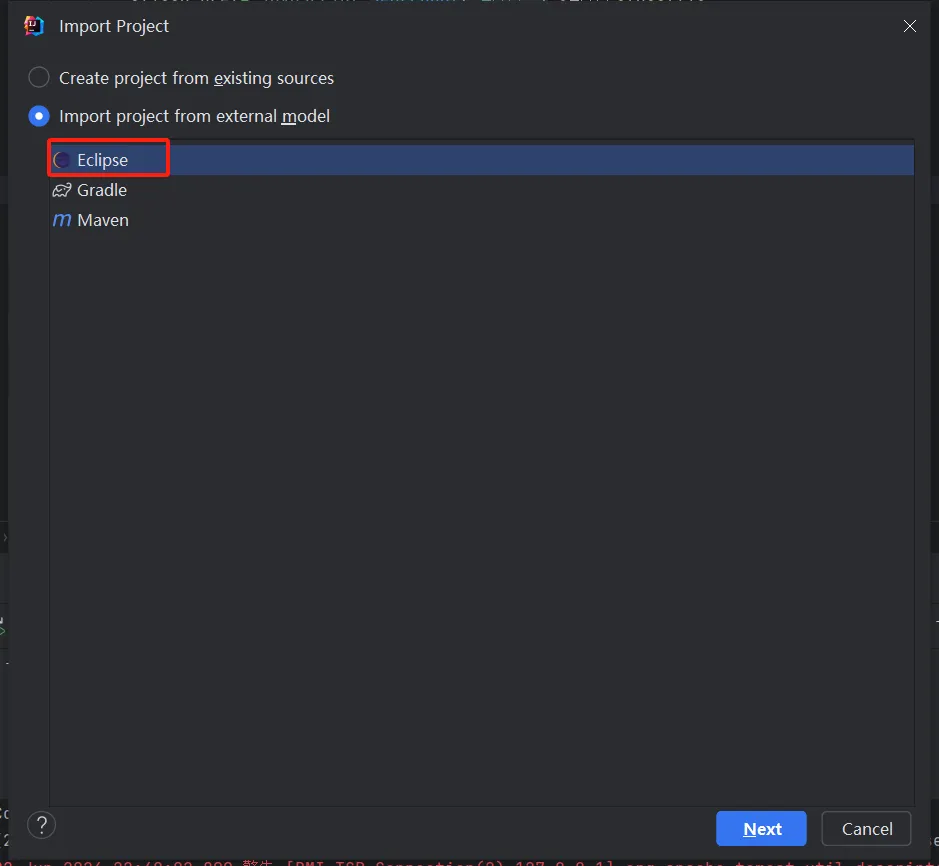 Import Project
Create project from existing sources
Import project from external model
Eclipse
Gradle
m Maven
?
Next
Cancel